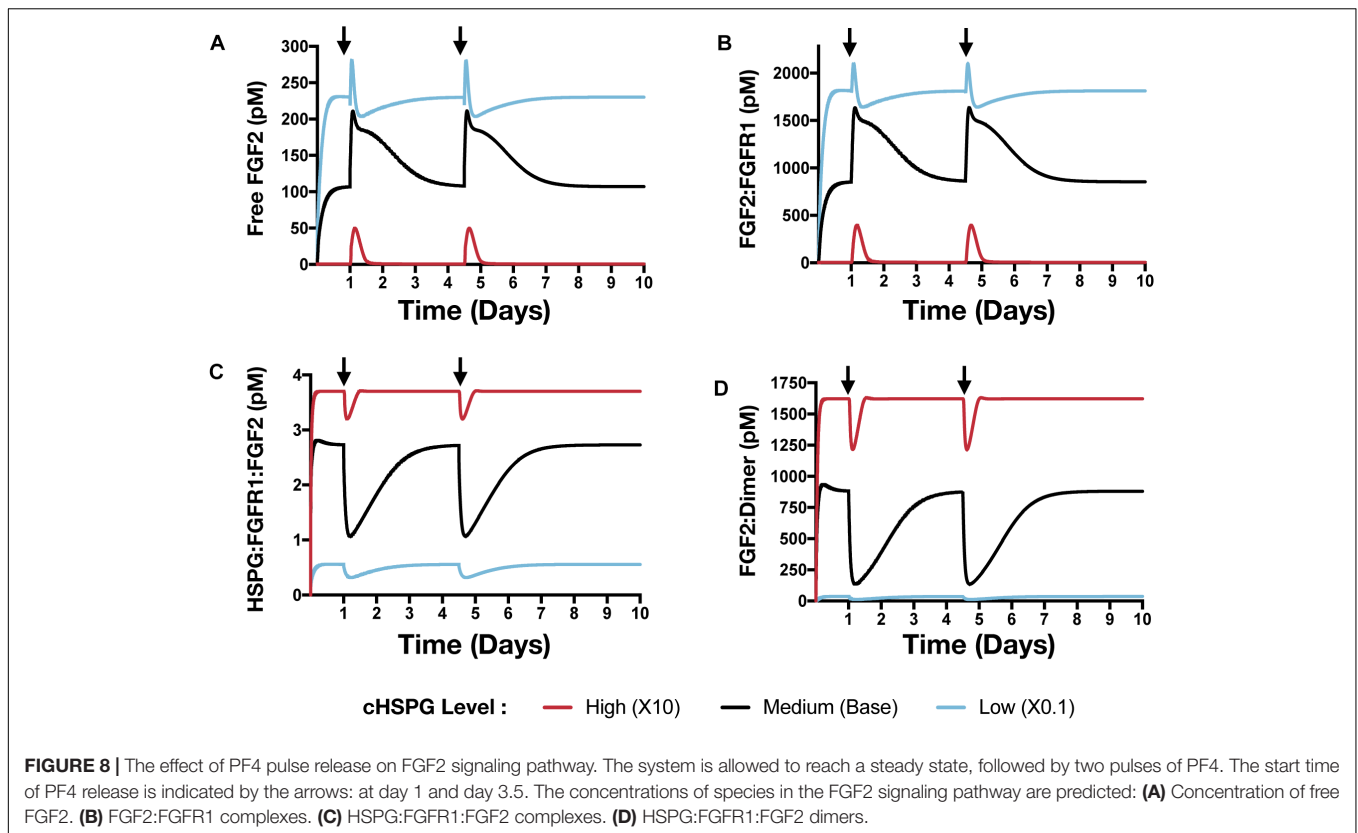 A
Free FGF2 (pM)
300
250
200
150
100
50
0
1 2 3 4 5 6 7 8 9 10
Time (Days)
B
FGF2:FGFR1 (pM)
2000
1500
1000
500
0
1 2 3 4 5 6 7 8 9 10
Time (Days)
C
HSPG:FGFR1:FGF2 (pM)
4
3
2
1
0
1 2 3 4 5 6 7 8 9 10
Time (Days)
D
FGF2:Dimer (pM)
1750
1500
1250
1000
750
500
250
0
1 2 3 4 5 6 7 8 9 10
Time (Days)
cHSPG Level : High (X10) Medium (Base) Low (X0.1)
FIGURE 8 | The effect of PF4 pulse release on FGF2 signaling pathway. The system is allowed to reach a steady state, followed by two pulses of PF4. The start time
of PF4 release is indicated by the arrows: at day 1 and day 3.5. The concentrations of species in the FGF2 signaling pathway are predicted: (A) Concentration of free
FGF2. (B) FGF2:FGFR1 complexes. (C) HSPG:FGFR1:FGF2 complexes. (D) HSPG:FGFR1:FGF2 dimers.